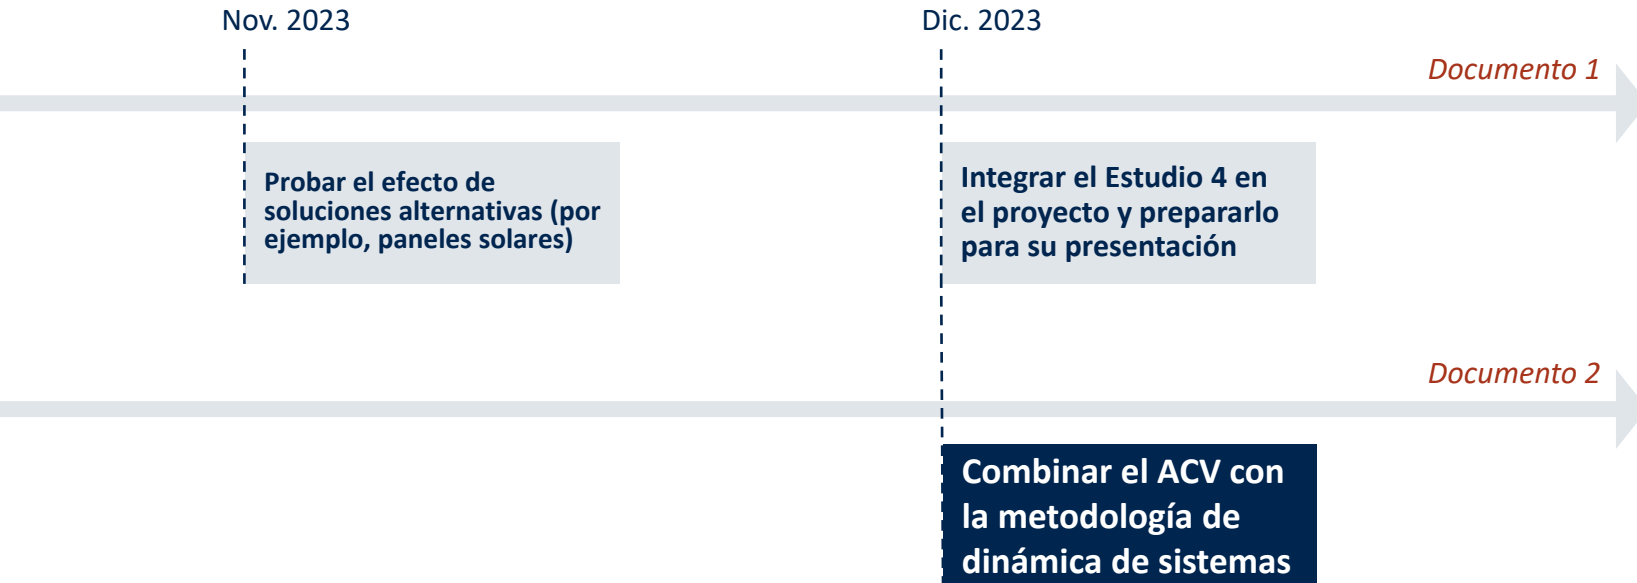 Nov. 2023
Dic. 2023
Documento 1
Probar el efecto de
soluciones alternativas (por
ejemplo, paneles solares)
Integrar el Estudio 4 en
el proyecto y prepararlo
para su presentación
Documento 2
Combinar el ACV con
la metodología de
dinámica de sistemas